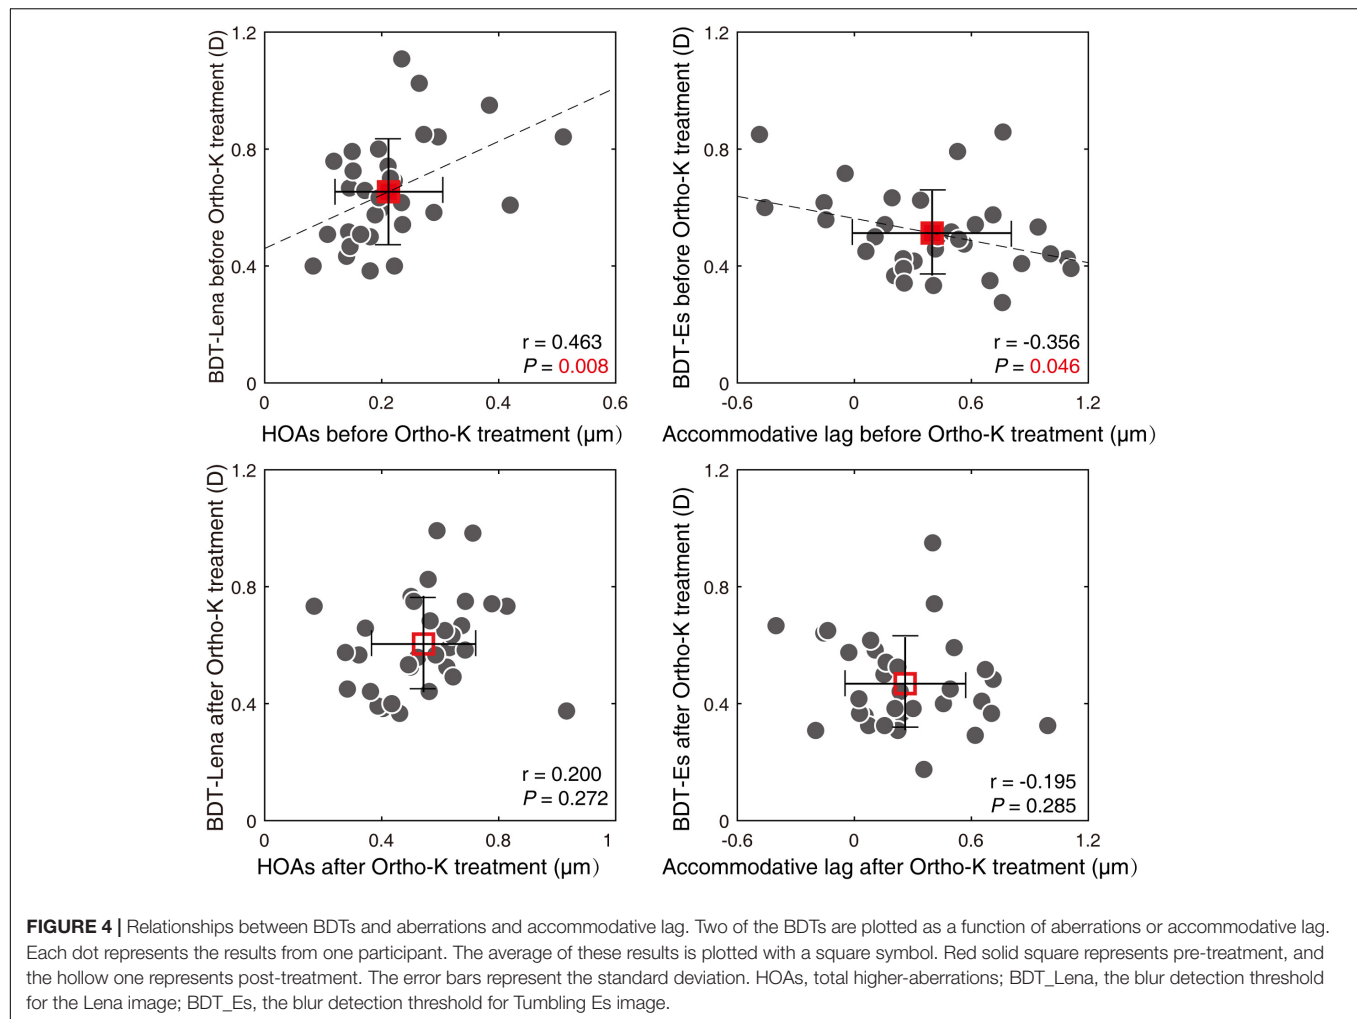 BDT-Lena before Ortho-K treatment (D)
1.2
0.8
0.4
0
0
0.2
0.4
0.6
r = 0.463
P = 0.008
HOAs before Ortho-K treatment (μm)
BDT-Es before Ortho-K treatment (D)
1.2
0.8
0.4
0
-0.6
0
0.6
1.2
r = -0.356
P = 0.046
Accommodative lag before Ortho-K treatment (μm)
BDT-Lena after Ortho-K treatment (D)
1.2
0.8
0.4
0
0
0.4
0.8
1
r = 0.200
P = 0.272
HOAs after Ortho-K treatment (μm)
BDT-Es after Ortho-K treatment (D)
1.2
0.8
0.4
0
-0.6
0
0.6
1.2
r = -0.195
P = 0.285
Accommodative lag after Ortho-K treatment (μm)
FIGURE 4 | Relationships between BDTs and aberrations and accommodative lag. Two of the BDTs are plotted as a function of aberrations or accommodative lag.
Each dot represents the results from one participant. The average of these results is plotted with a square symbol. Red solid square represents pre-treatment, and
the hollow one represents post-treatment. The error bars represent the standard deviation. HOAs, total higher-aberrations; BDT_Lena, the blur detection threshold
for the Lena image; BDT_Es, the blur detection threshold for Tumbling Es image.